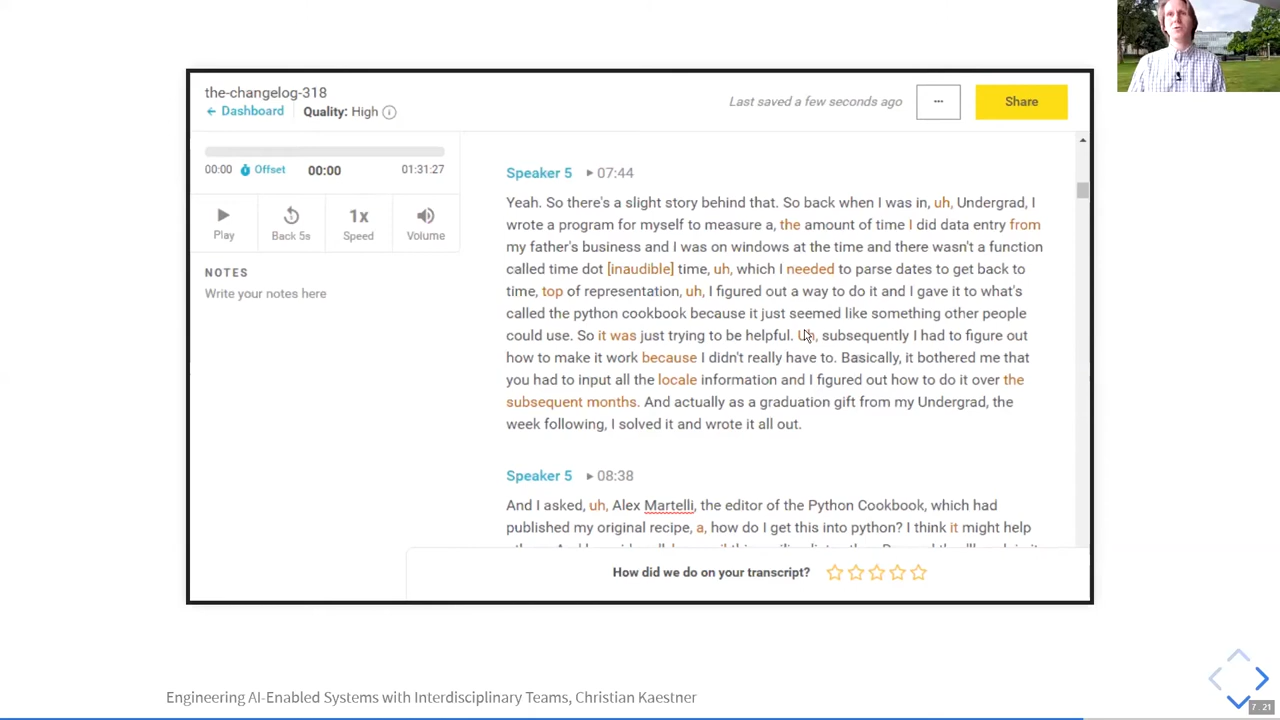 the-changelog-318
← Dashboard Quality: High
Last saved a few seconds ago
...
Share
00:00 Offset 00:00 01:31:27
Play Back 5s 1x Speed Volume
NOTES
Write your notes here
Speaker 5 07:44
Yeah. So there's a slight story behind that. So back when I was in, uh, Undergrad, I
wrote a program for myself to measure a, the amount of time I did data entry from
my father's business and I was on windows at the time and there wasn't a function
called time dot [inaudible] time, uh, which I needed to parse dates to get back to
time, top of representation, uh, I figured out a way to do it and I gave it to what's
called the python cookbook because it just seemed like something other people
could use. So it was just trying to be helpful. Uh, subsequently I had to figure out
how to make it work because I didn't really have to. Basically, it bothered me that
you had to input all the locale information and I figured out how to do it over the
subsequent months. And actually as a graduation gift from my Undergrad, the
week following, I solved it and wrote it all out.
Speaker 5 08:38
And I asked, uh, Alex Martelli, the editor of the Python Cookbook, which had
published my original recipe, a, how do I get this into python? I think it might help
How did we do on your transcript?
Engineering AI-Enabled Systems with Interdisciplinary Teams, Christian Kaestner
7 . 21